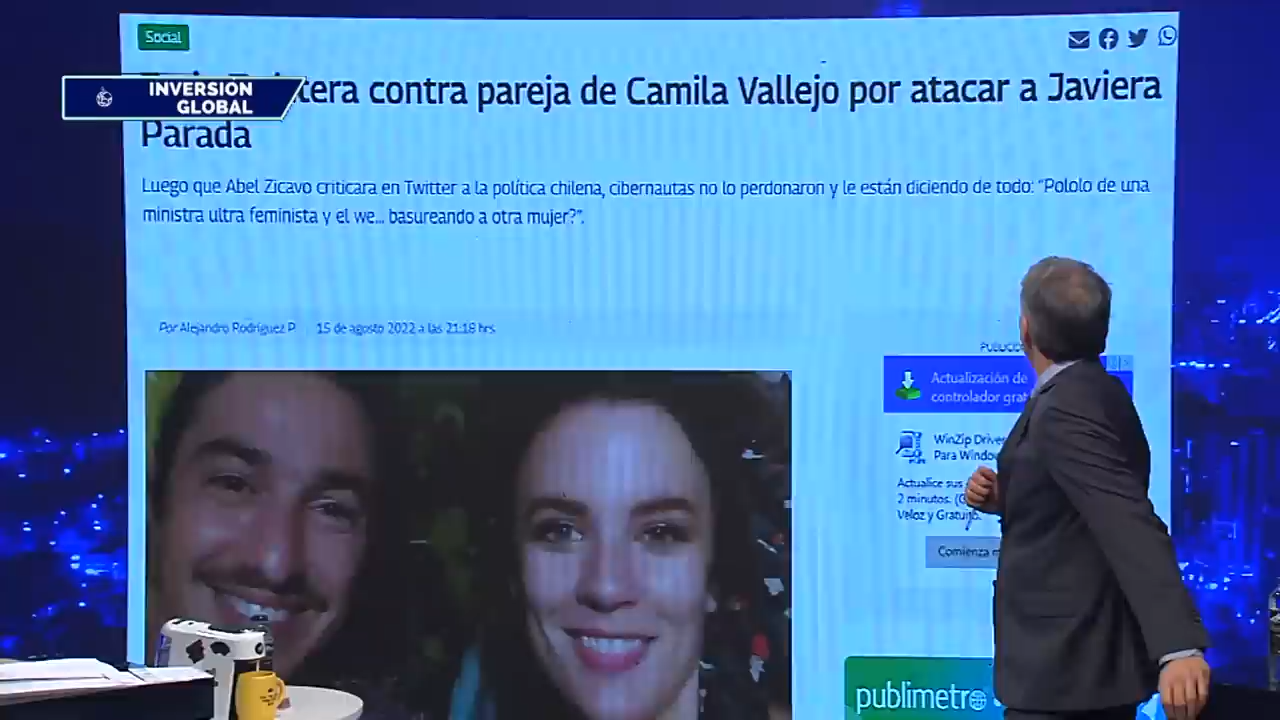 Social
INVERSIÓN
GLOBAL
tera contra pareja de Camila Vallejo por atacar a Javiera
Parada
Luego que Abel Zicavo criticara en Twitter a la política chilena, cibernautas no lo perdonaron y le están diciendo de todo: “Pololo de una
ministra ultra feminista y el we... basureando a otra mujer?”.
Por Alejandro Rodríguez P
15 de agosto 2022 a las 21:18 hrs
PUBLICID
Actualización de
controlador grat
WinZip Driver
Para Window
Actualice sus
2 minutos. (G
Veloz y Gratuito.
Comienza
publimetro